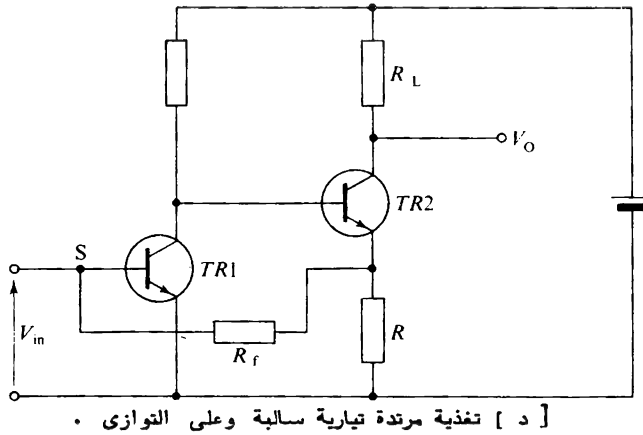 R L
V O
TR2
S
TR1
V in
R f
R
[ د ] تغذية مرتدة تيارية سالبة وعلى التوازى .